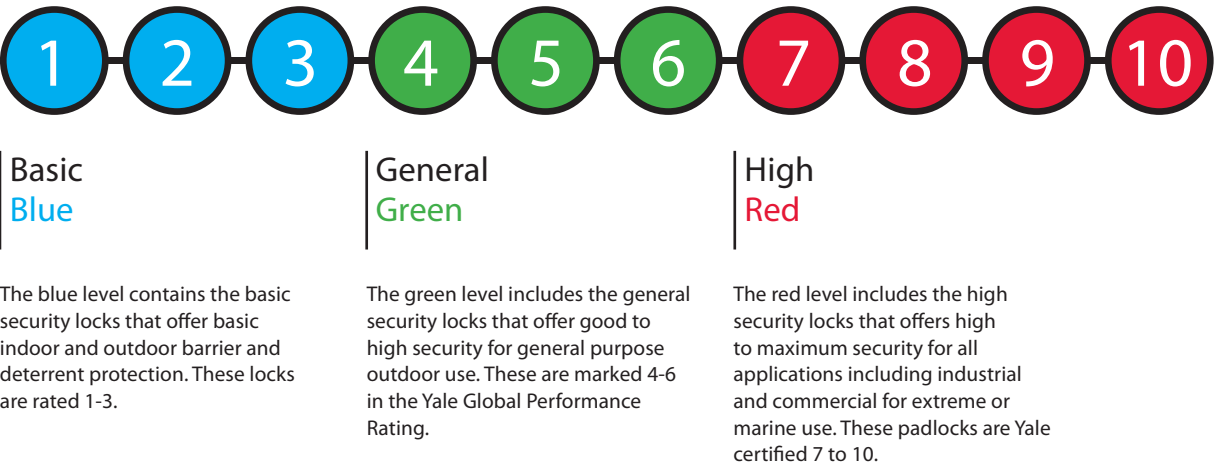 1 2 3 4 5 6 7 8 9 10
Basic
Blue
The blue level contains the basic
security locks that offer basic
indoor and outdoor barrier and
deterrent protection. These locks
are rated 1-3.
General
Green
The green level includes the general
security locks that offer good to
high security for general purpose
outdoor use. These are marked 4-6
in the Yale Global Performance
Rating.
High
Red
The red level includes the high
security locks that offers high
to maximum security for all
applications including industrial
and commercial for extreme or
marine use. These padlocks are Yale
certified 7 to 10.